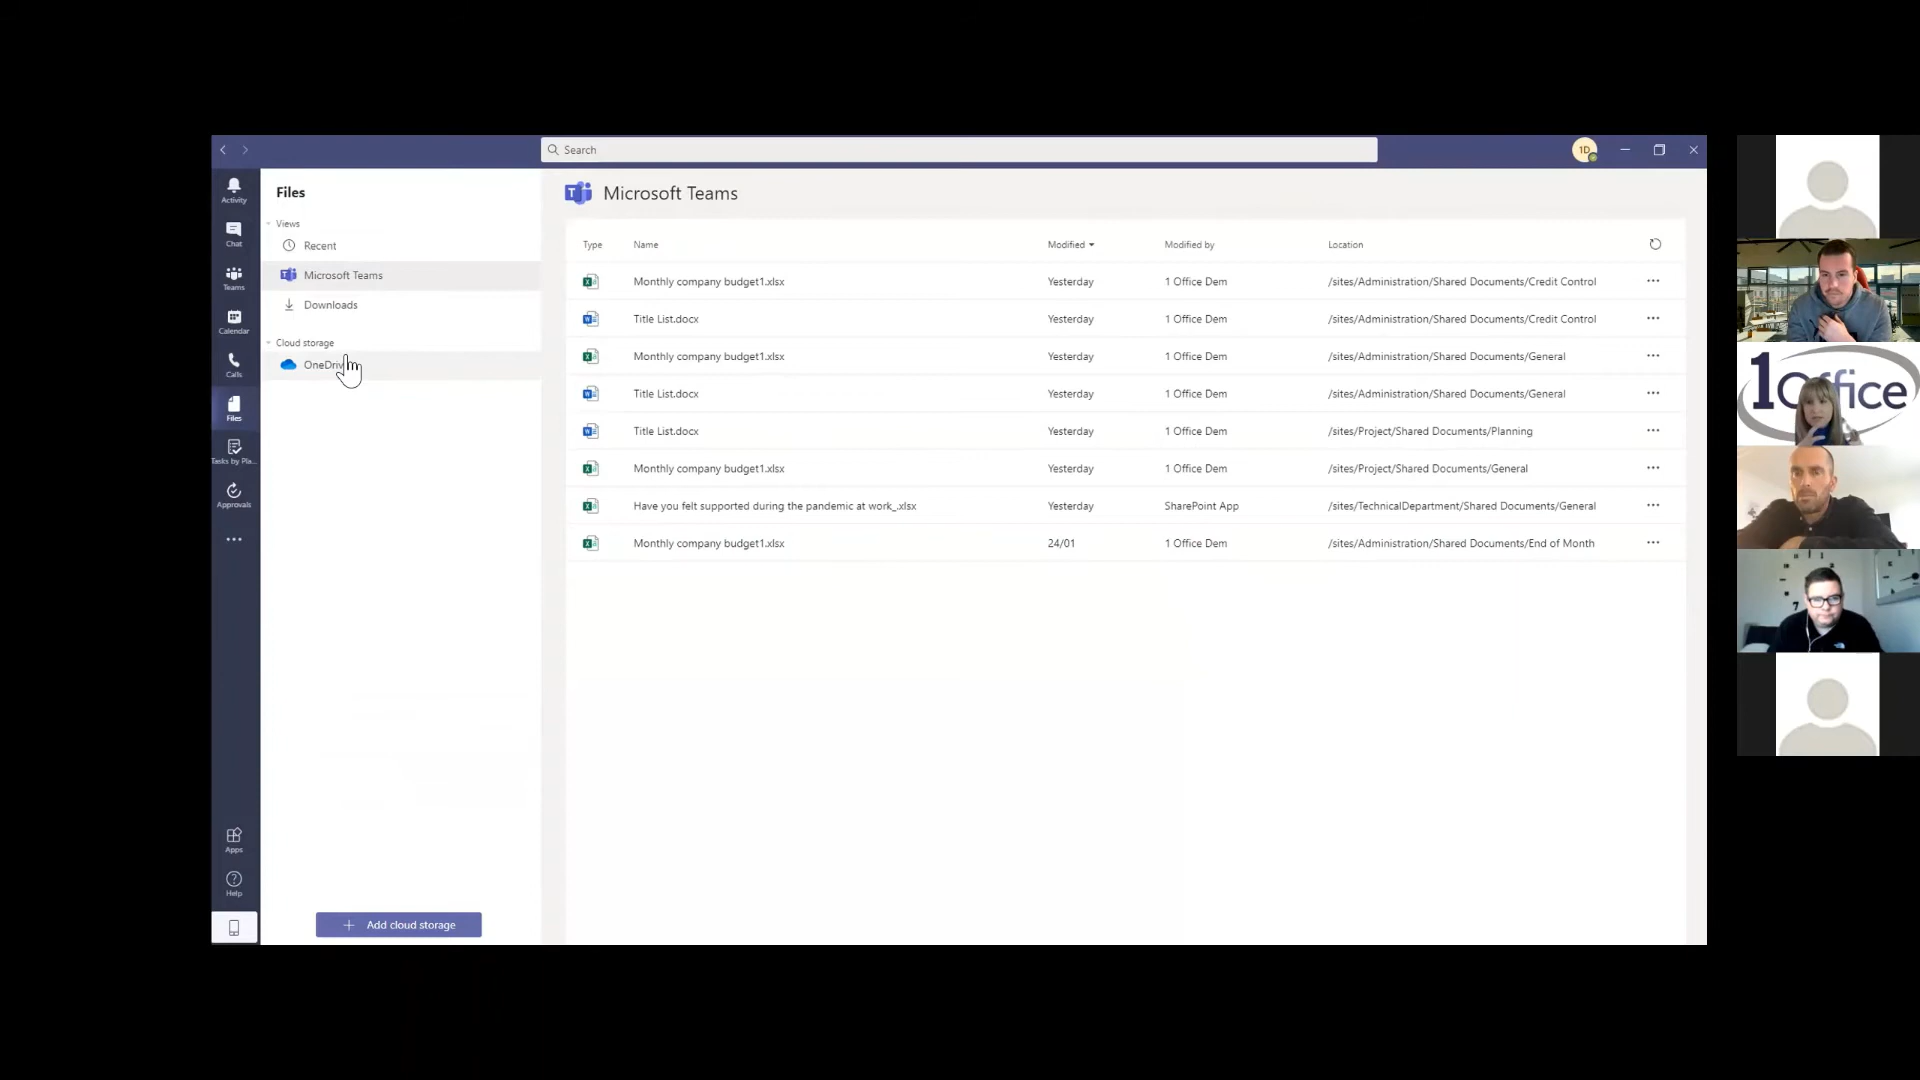 Search
1D
Activity
Chat
Teams
Calendar
Calls
Files
Tasks by Pla...
Approvals
Apps
Help
Files
Views
Recent
Microsoft Teams
Downloads
Cloud storage
OneDriv
Add cloud storage
Microsoft Teams
Type Name Modified Modified by Location
Monthly company budget1.xlsx Yesterday 1 Office Dem /sites/Administration/Shared Documents/Credit Control
Title List.docx Yesterday 1 Office Dem /sites/Administration/Shared Documents/Credit Control
Monthly company budget1.xlsx Yesterday 1 Office Dem /sites/Administration/Shared Documents/General
Title List.docx Yesterday 1 Office Dem /sites/Administration/Shared Documents/General
Title List.docx Yesterday 1 Office Dem /sites/Project/Shared Documents/Planning
Monthly company budget1.xlsx Yesterday 1 Office Dem /sites/Project/Shared Documents/General
Have you felt supported during the pandemic at work_.xlsx Yesterday SharePoint App /sites/TechnicalDepartment/Shared Documents/General
Monthly company budget1.xlsx 24/01 1 Office Dem /sites/Administration/Shared Documents/End of Month
1Office